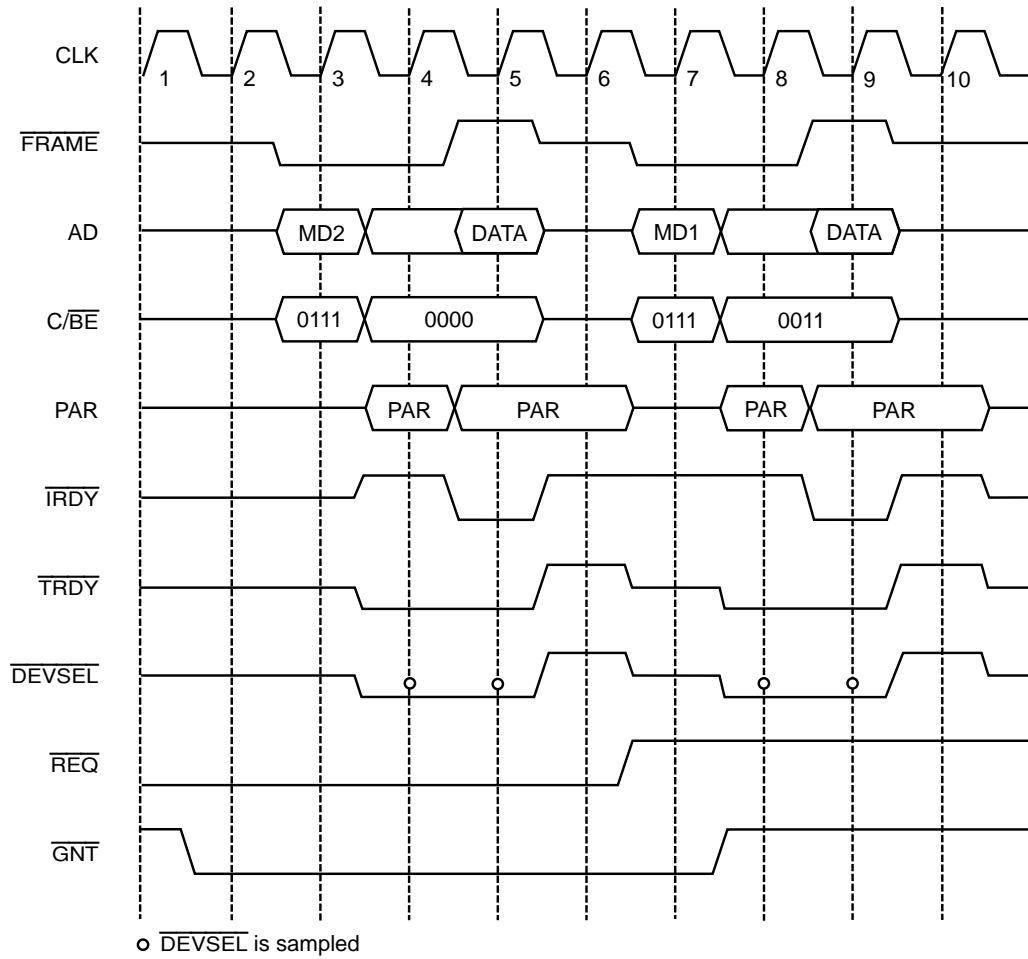 CLK
1 2 3 4 5 6 7 8 9 10
FRAME
AD
MD2 DATA MD1 DATA
C/BE
0111 0000 0111 0011
PAR
PAR PAR PAR PAR
IRDY
TRDY
DEVSEL
REQ
GNT
DEVSEL is sampled